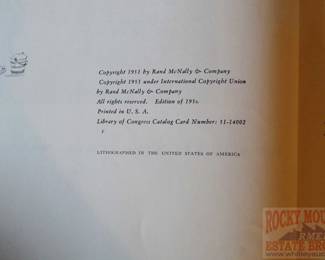 Copyright 1951 by Rand McNally & Company
Copyright 1951 under International Copyright Union
by Rand McNally & Company
All rights reserved. Edition of 1951.
Printed in U. S. A.
Library of Congress Catalog Card Number: 51-14002
LITHOGRAPHED IN THE UNITED STATES OF AMERICA
ROCKY MOU
ESTATE BRO